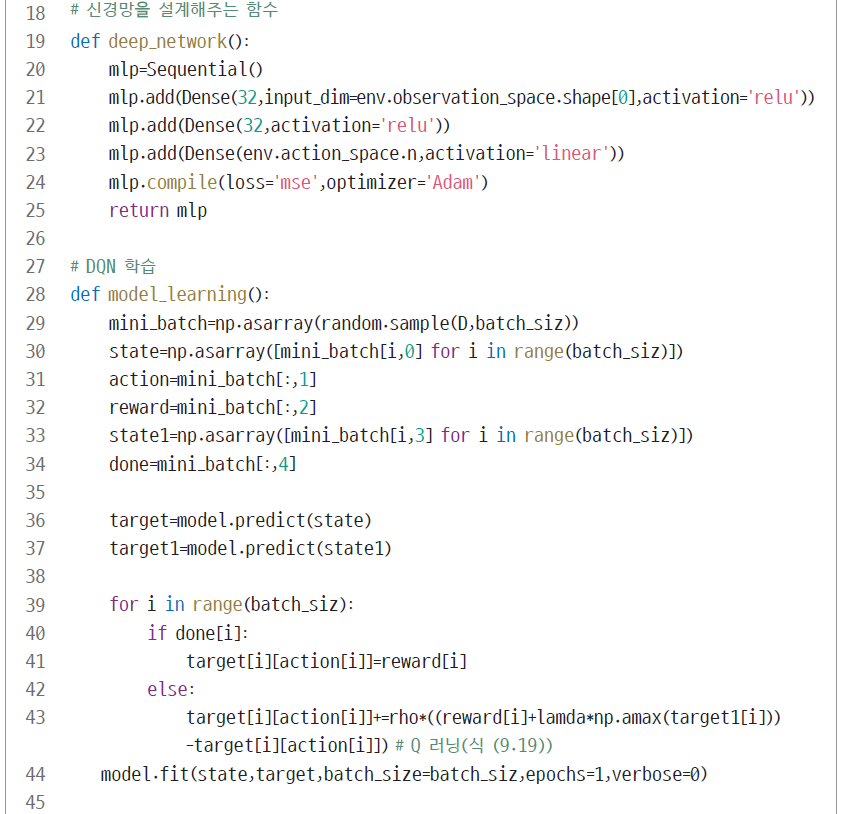 18 # 신경망을 설계해주는 함수
19 def deep_network():
20     mlp=Sequential()
21     mlp.add(Dense(32,input_dim=env.observation_space.shape[0],activation='relu'))
22     mlp.add(Dense(32,activation='relu'))
23     mlp.add(Dense(env.action_space.n,activation='linear'))
24     mlp.compile(loss='mse',optimizer='Adam')
25     return mlp
26
27 # DQN 학습
28 def model_learning():
29     mini_batch=np.asarray(random.sample(D,batch_siz))
30     state=np.asarray([mini_batch[i,0] for i in range(batch_siz)])
31     action=mini_batch[:,1]
32     reward=mini_batch[:,2]
33     state1=np.asarray([mini_batch[i,3] for i in range(batch_siz)])
34     done=mini_batch[:,4]
35
36     target=model.predict(state)
37     target1=model.predict(state1)
38
39     for i in range(batch_siz):
40         if done[i]:
41             target[i][action[i]]=reward[i]
42         else:
43             target[i][action[i]]+=rho*((reward[i]+lamda*np.amax(target1[i]))
            -target[i][action[i]]) # Q 러닝(식 (9.19))
44    model.fit(state,target,batch_size=batch_siz,epochs=1,verbose=0)
45